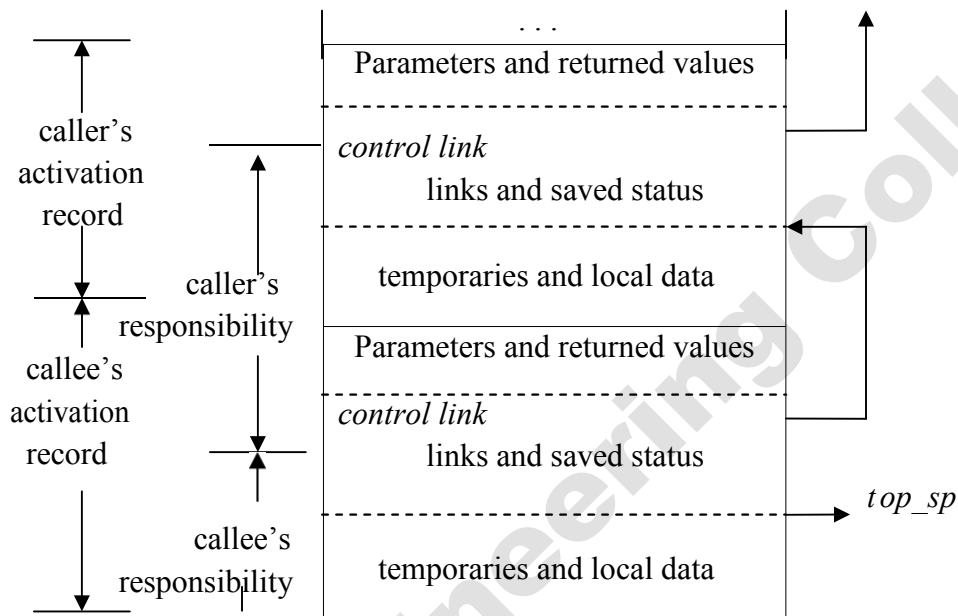 . . .
Parameters and returned values
caller's
activation
record
control link
links and saved status
temporaries and local data
caller's
responsibility
Parameters and returned values
callee's
activation
record
control link
links and saved status
top_sp
callee's
responsibility
temporaries and local data
neering Coll